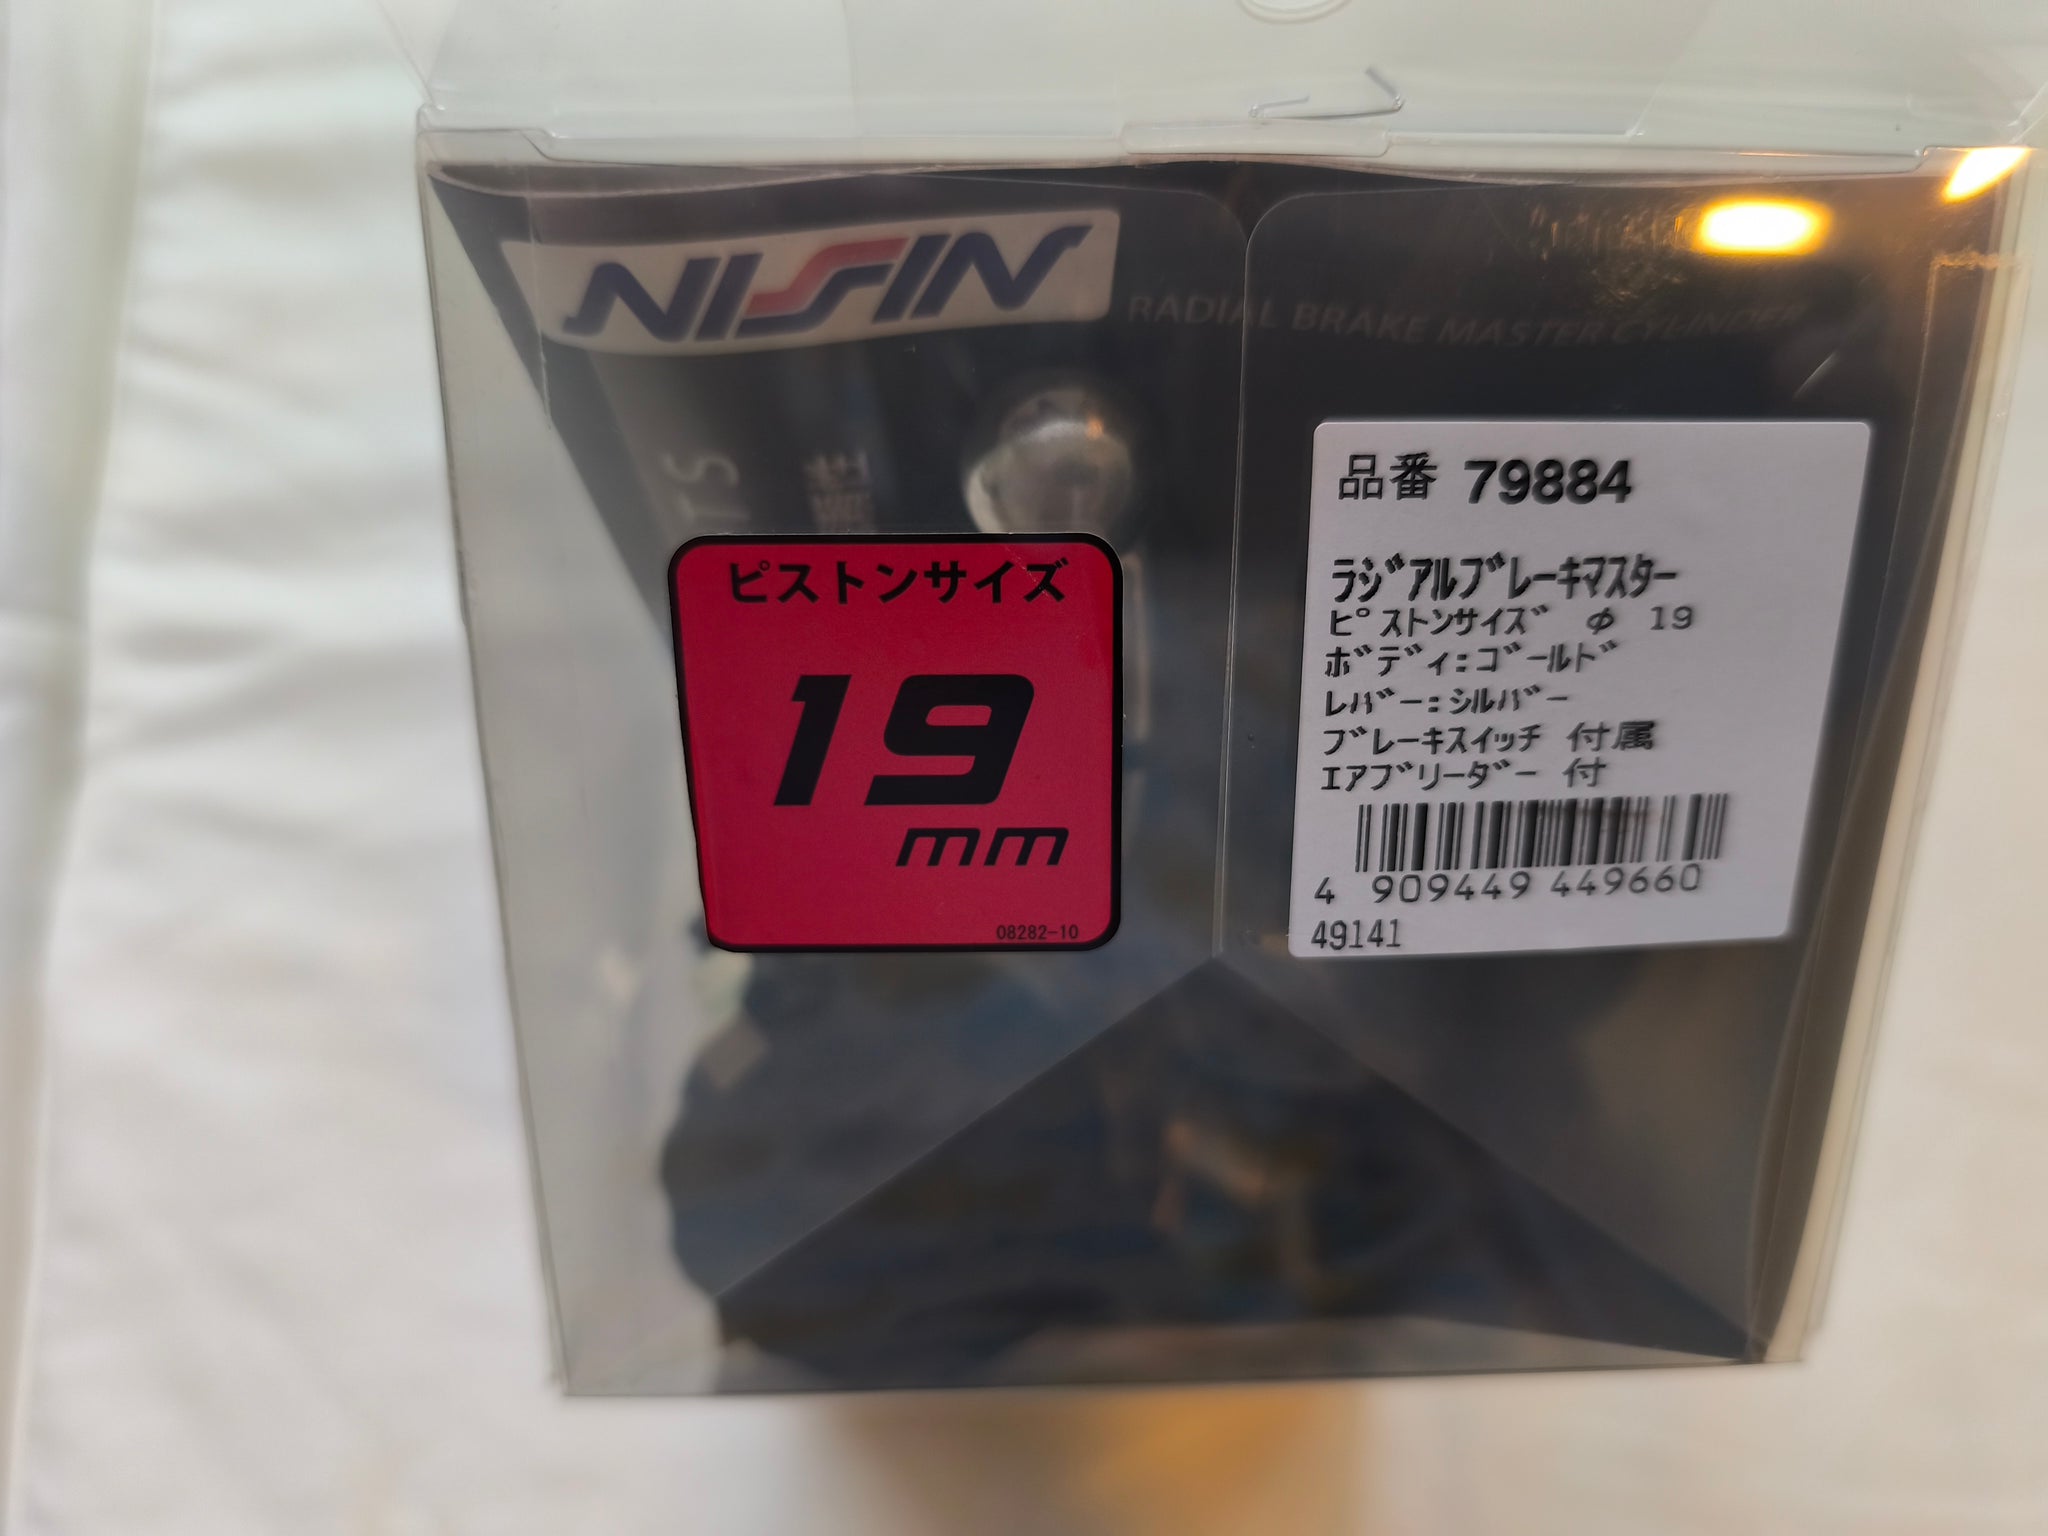 NISIN
RADIAL BRAKE MASTER CYLINDER
TS
ピストンサイズ
19
mm
08282-10
品番 79884
ﾗｼﾞｱﾙﾌﾞﾚｰｷﾏｽﾀｰ
ﾋﾟｽﾄﾝｻｲｽﾞ φ 19
ﾎﾞﾃﾞｨ:ｺﾞｰﾙﾄﾞ
ﾚﾊﾞｰ:ｼﾙﾊﾞｰ
ﾌﾞﾚｰｷｽｲｯﾁ 付属
ｴｱﾌﾞﾘｰﾀﾞｰ 付
4 909449 449660
49141